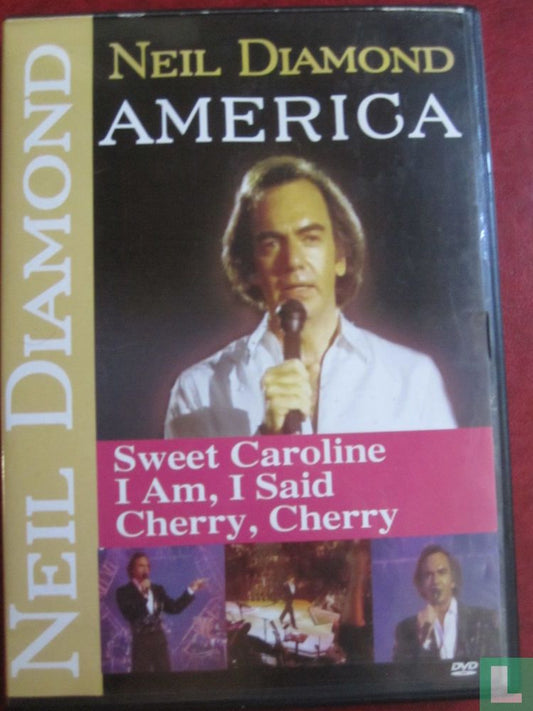 NEIL DIAMOND
NEIL DIAMOND
AMERICA
Sweet Caroline
I Am, I Said
Cherry, Cherry
DVD
L